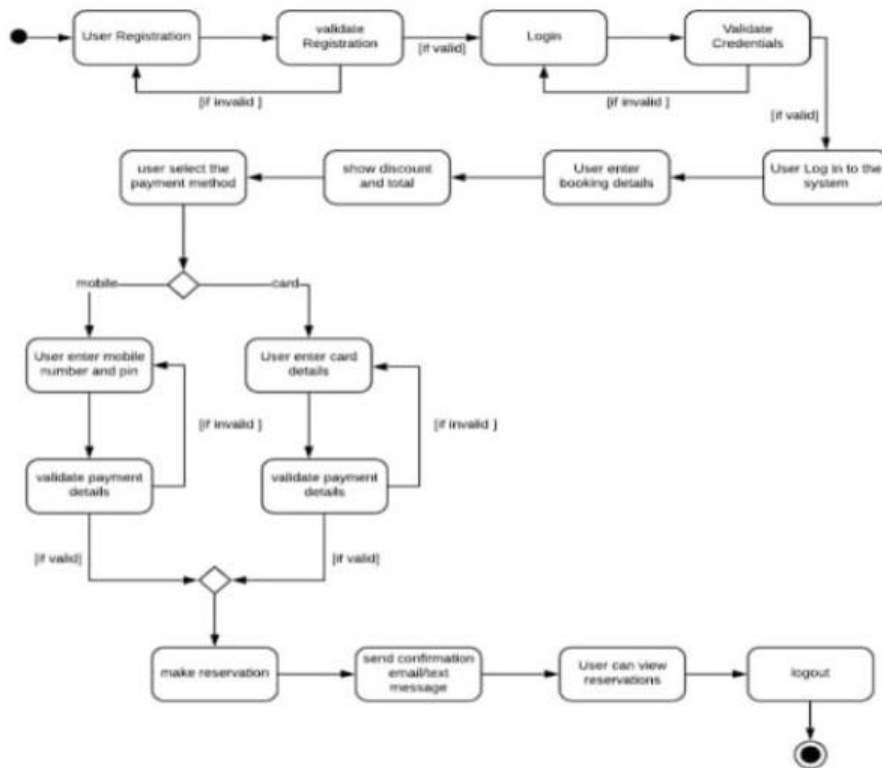 User Registration
validate
Registration
[if valid]
Login
Validate
Credentials
[if invalid ]
[if invalid ]
[if valid]
user select the
payment method
show discount
and total
User enter
booking details
User Log in to the
system
mobile
card
User enter mobile
number and pin
User enter card
details
[if invalid ]
[if invalid ]
validate payment
details
validate payment
details
[if valid]
[if valid]
make reservation
send confirmation
email/text
message
User can view
reservations
logout